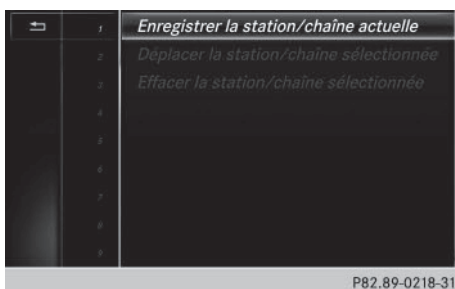 1 Enregistrer la station/chaîne actuelle
2 Déplacer la station/chaîne sélectionnée
3 Effacer la station/chaîne sélectionnée
4
5
6
7
8
9
P82.89-0218-31